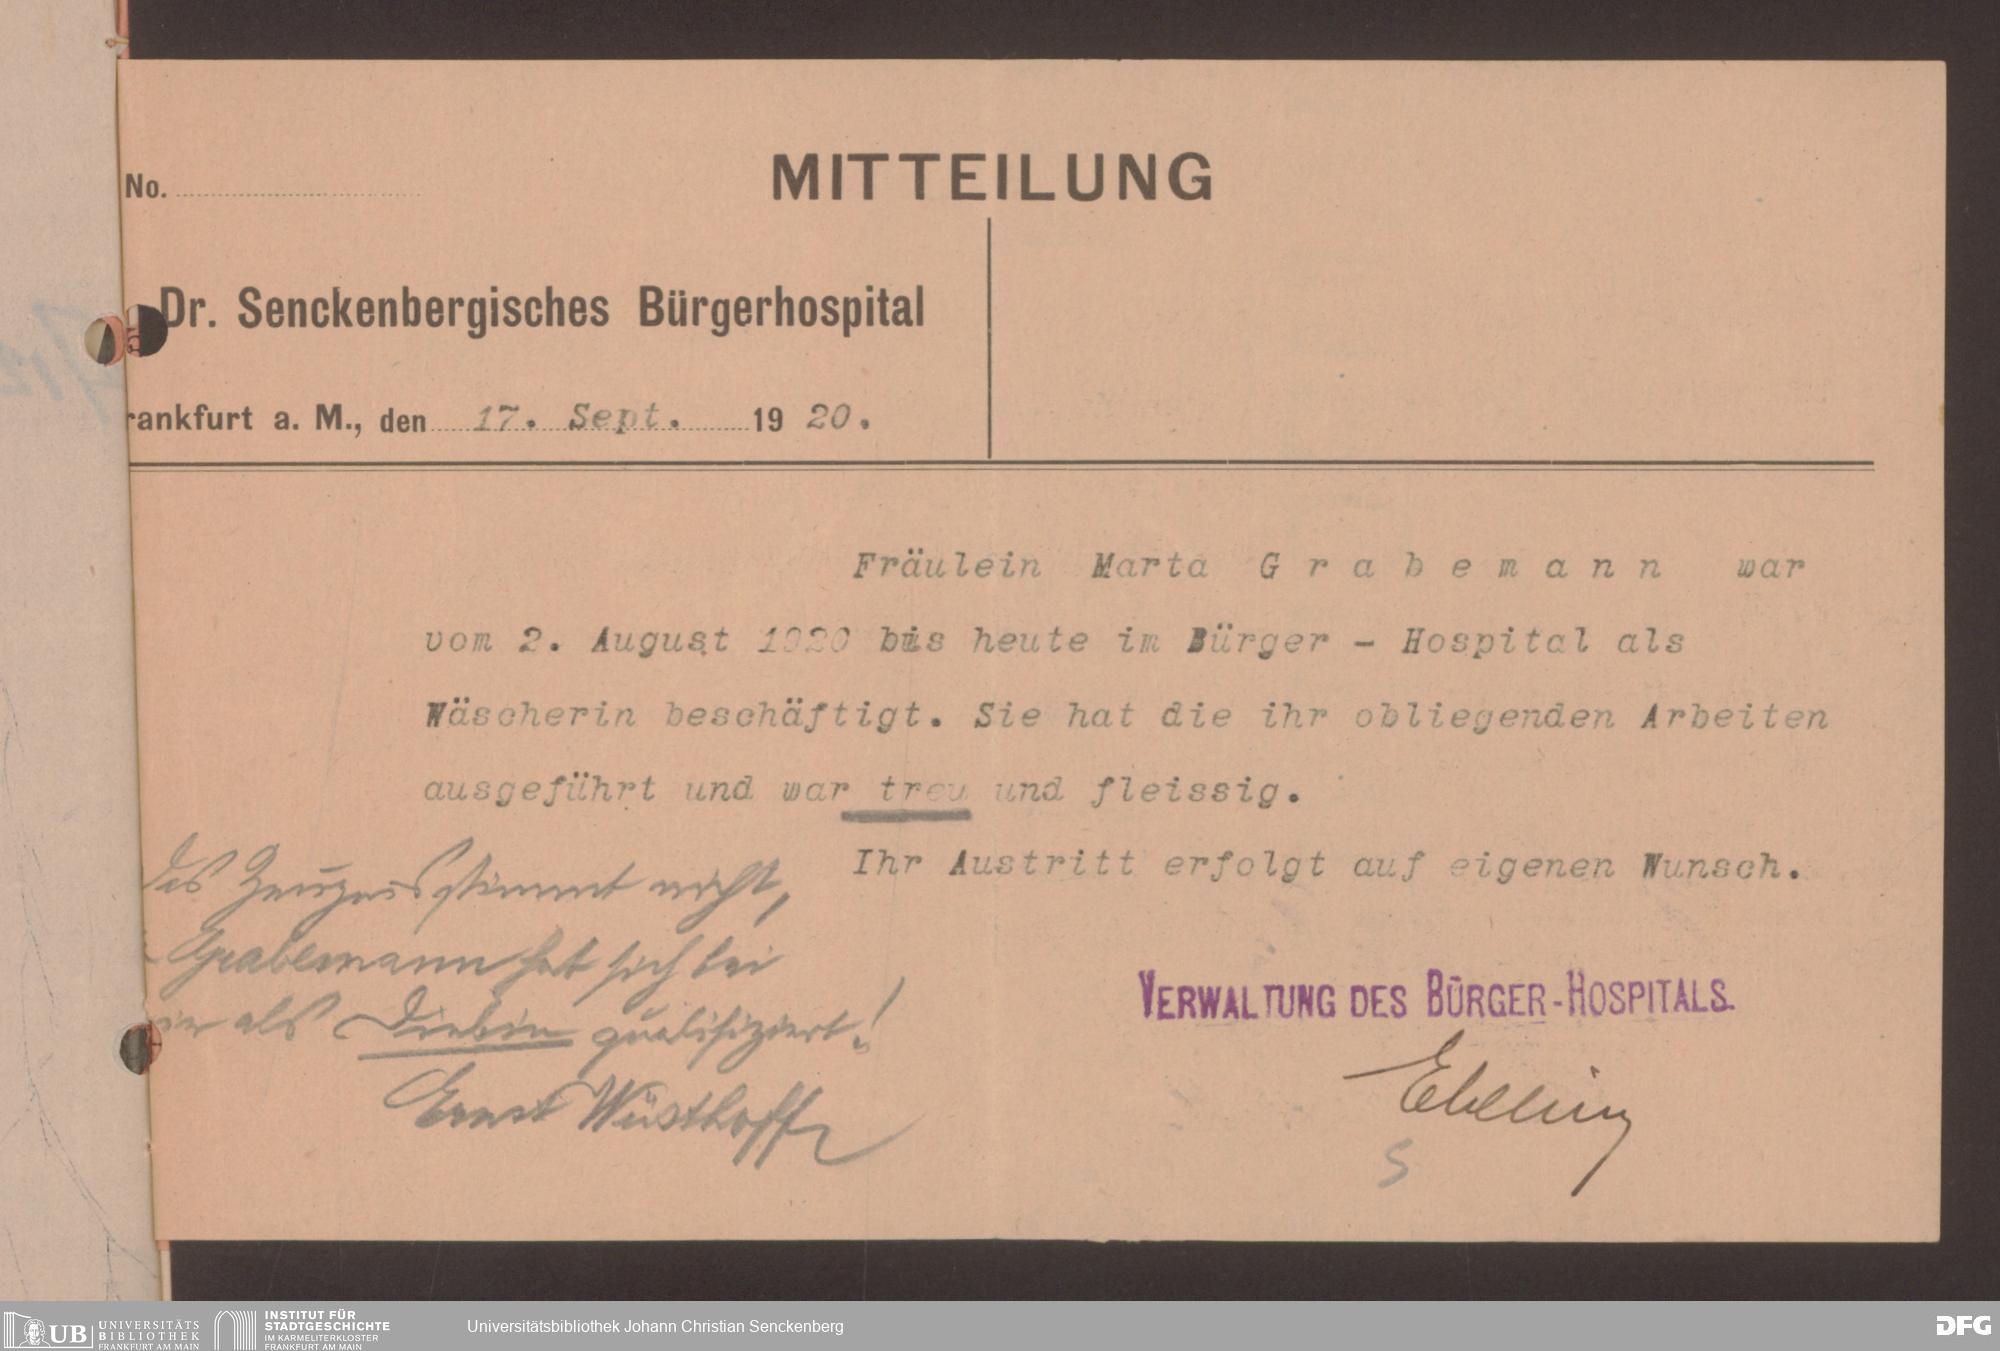 MITTEILUNG
No.
Dr. Senckenbergisches Bürgerhospital
rankfurt a. M., den 17. Sept. 1920.
Fräulein Marta Grabemann war
vom 2. August 1920 bis heute im Bürger - Hospital als
Wäscherin beschäftigt. Sie hat die ihr obliegenden Arbeiten
ausgeführt und war treu und fleissig.
Ihr Austritt erfolgt auf eigenen Wunsch.
des Zeugnis stimmt nicht,
Grabemann hat sich bei
als Diebin qualifiziert!
Ernst Wüsthoff
VERWALTUNG DES BÜRGER-HOSPITALS.
Ebeling
UB UNIVERSITÄTS
BIBLIOTHEK
FRANKFURT AM MAIN
INSTITUT FÜR
STADTGESCHICHTE
IM KARMELITERKLOSTER
FRANKFURT AM MAIN
Universitätsbibliothek Johann Christian Senckenberg
DFG